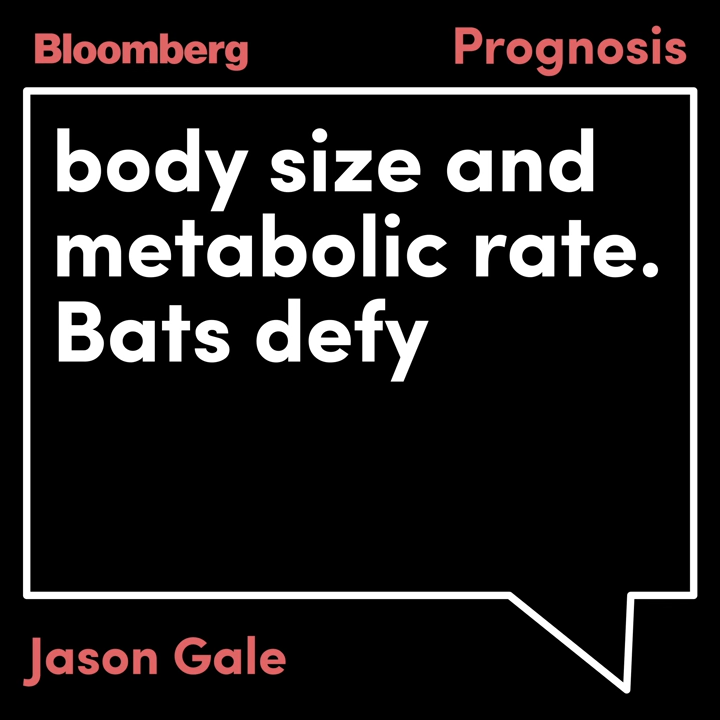 Bloomberg
Prognosis
body size and
metabolic rate.
Bats defy
Jason Gale